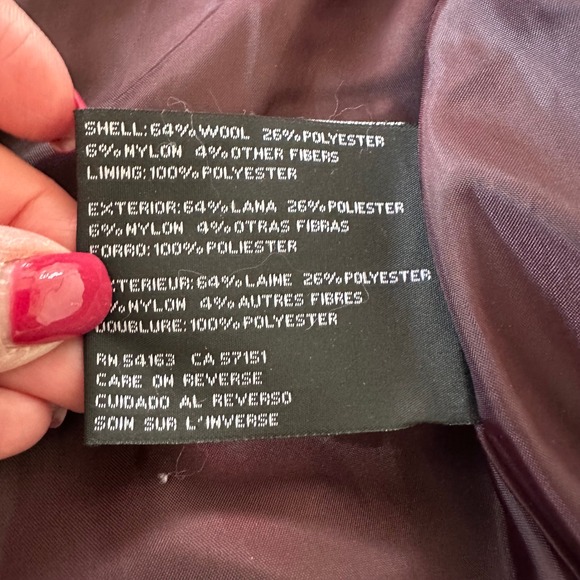 SHELL:64% WOOL 26% POLYESTER
6% NYLON 4% OTHER FIBERS
LINING:100% POLYESTER
EXTERIOR:64% LANA 26% POLIESTER
6% NYLON 4% OTRAS FIBRAS
FORRO:100% POLIESTER
TERIEUR:64% LAINE 26% POLYESTER
% NYLON 4% AUTRES FIBRES
DOUBLURE:100% POLYESTER
RN 54163 CA 57151
CARE ON REVERSE
CUIDADO AL REVERSO
SOIN SUR L'INVERSE